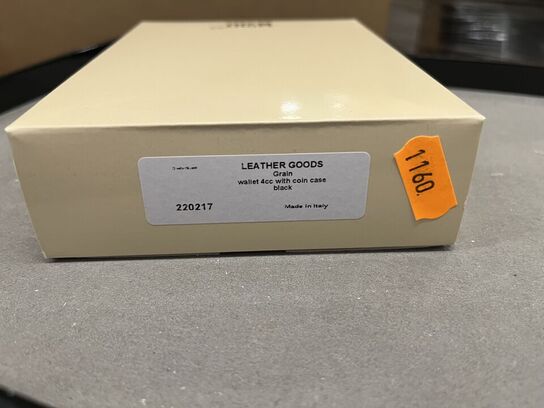 LEATHER GOODS
Grain
wallet 4cc with coin case
black
220217 Made in Italy
1160.